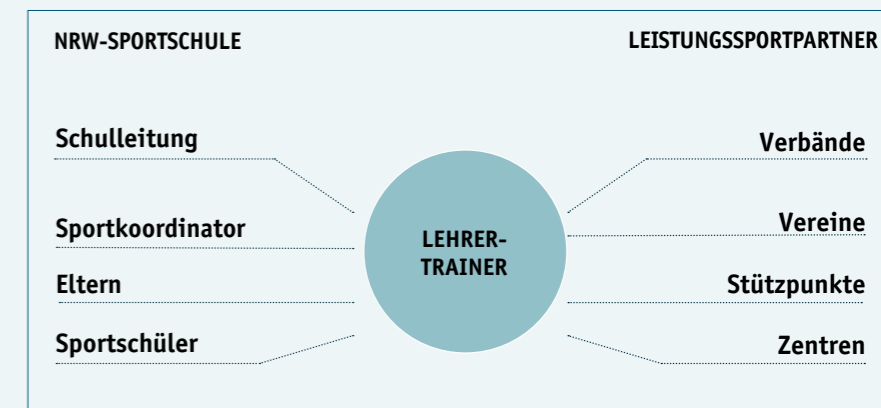 NRW-SPORTSCHULE
LEISTUNGSSPORTPARTNER
Schulleitung
Sportkoordinator
Eltern
Sportschüler
LEHRER-
TRAINER
Verbände
Vereine
Stützpunkte
Zentren